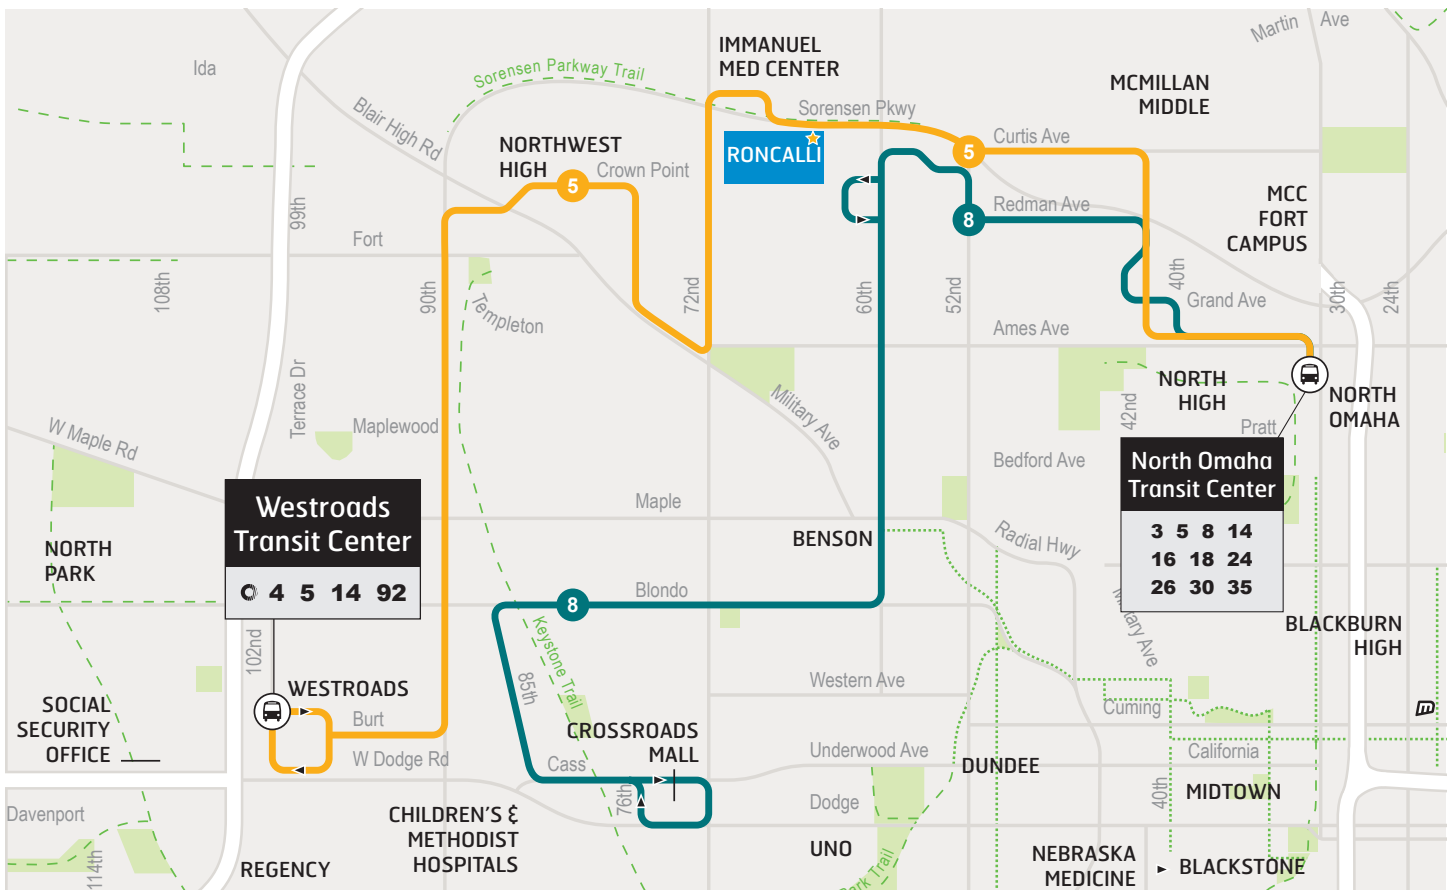 Martin Ave
IMMANUEL
MED CENTER
Ida
Sorensen Parkway Trail
MCMILLAN
MIDDLE
Blair High Rd
Sorensen Pkwy
Curtis Ave
NORTHWEST
HIGH
Crown Point
RONCALLI
5
5
MCC
FORT
CAMPUS
Redman Ave
8
99th
Fort
108th
90th
Templeton
72nd
60th
52nd
40th
Grand Ave
30th
24th
Ames Ave
Terrace Dr
Maplewood
Military Ave
NORTH
HIGH
42nd
Pratt
NORTH
OMAHA
W Maple Rd
Bedford Ave
North Omaha
Transit Center
3 5 8 14
16 18 24
26 30 35
Westroads
Transit Center
4 5 14 92
Maple
BENSON
Radial Hwy
NORTH
PARK
8
Blondo
Military Ave
BLACKBURN
HIGH
Keystone Trail
102nd
85th
WESTROADS
Burt
W Dodge Rd
Western Ave
Cuming
SOCIAL
SECURITY
OFFICE
CROSSROADS
MALL
Cass
76th
Underwood Ave
DUNDEE
California
40th
MIDTOWN
Davenport
114th
REGENCY
CHILDREN'S &
METHODIST
HOSPITALS
Dodge
UNO
Park Trail
NEBRASKA
MEDICINE
BLACKSTONE